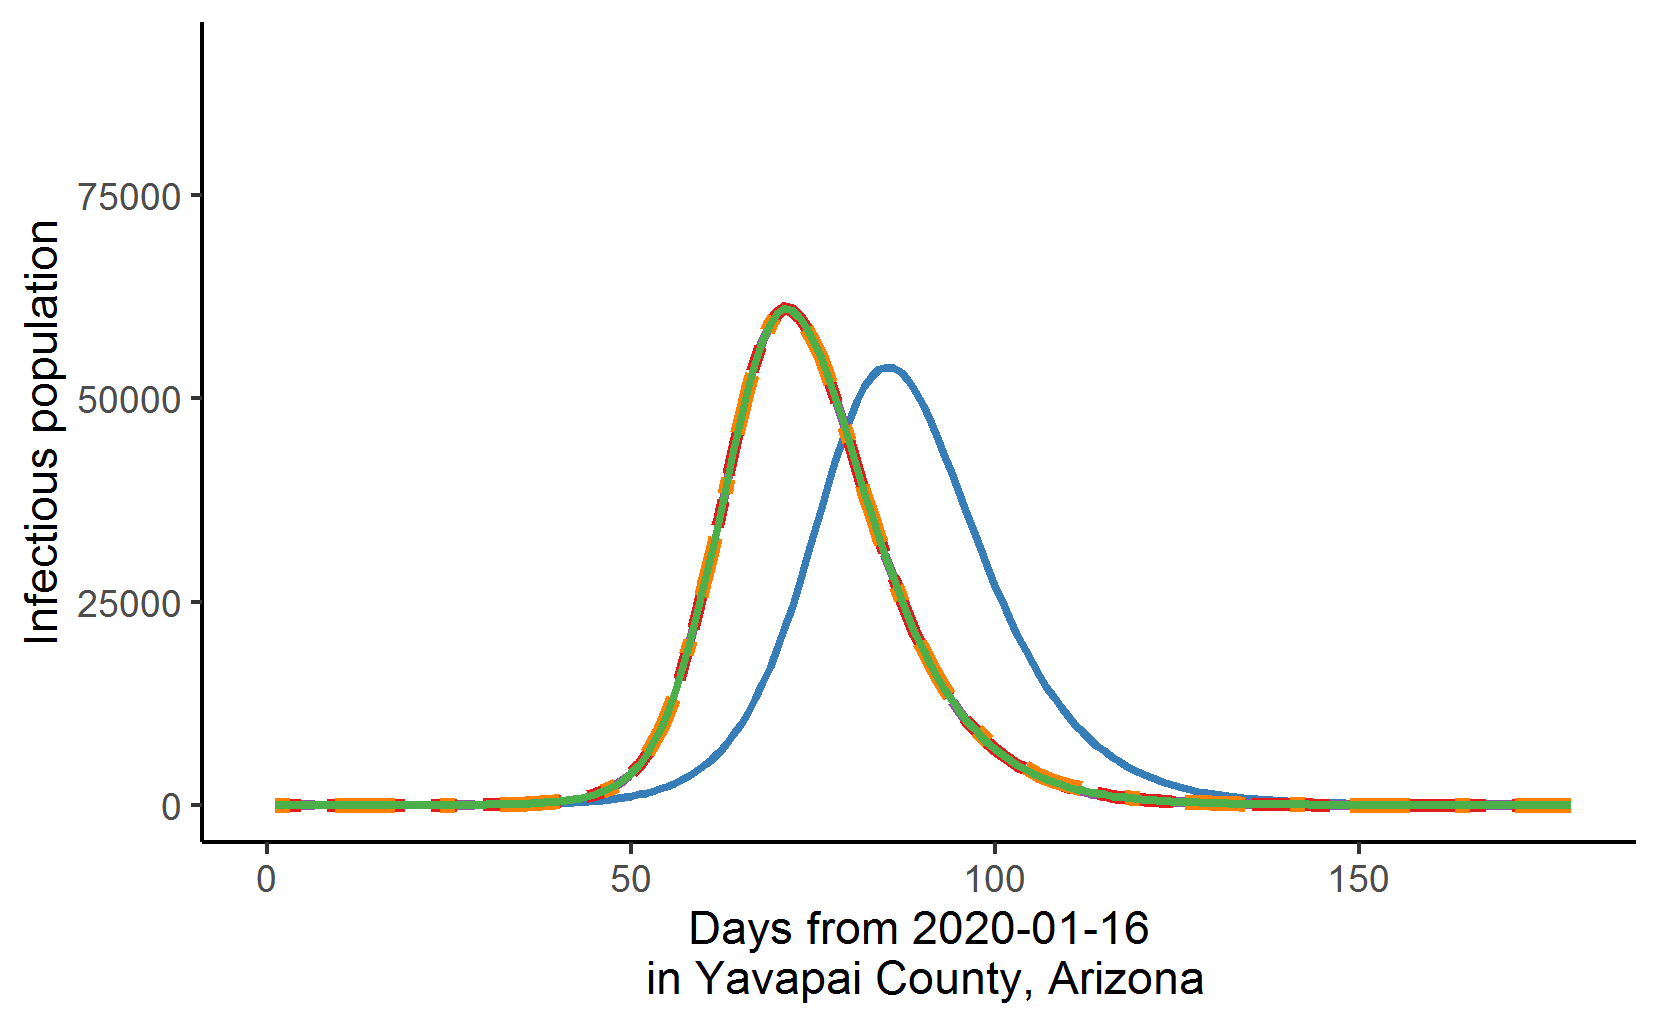 Infectious population
75000
50000
25000
0
0 50 100 150
Days from 2020-01-16
in Yavapai County, Arizona